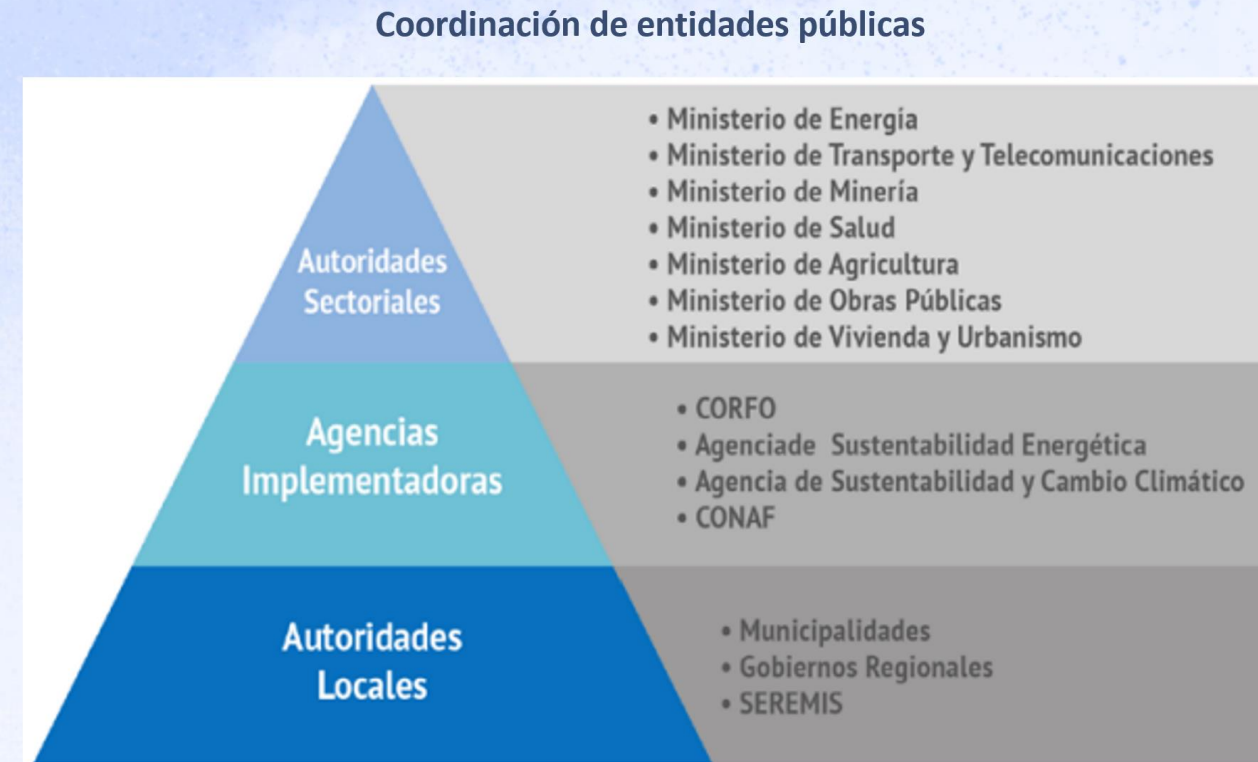 Coordinación de entidades públicas
Autoridades
Sectoriales
• Ministerio de Energía
• Ministerio de Transporte y Telecomunicaciones
• Ministerio de Minería
• Ministerio de Salud
• Ministerio de Agricultura
• Ministerio de Obras Públicas
• Ministerio de Vivienda y Urbanismo
Agencias
Implementadoras
• CORFO
• Agenciade Sustentabilidad Energética
• Agencia de Sustentabilidad y Cambio Climático
• CONAF
Autoridades
Locales
• Municipalidades
• Gobiernos Regionales
• SEREMIS